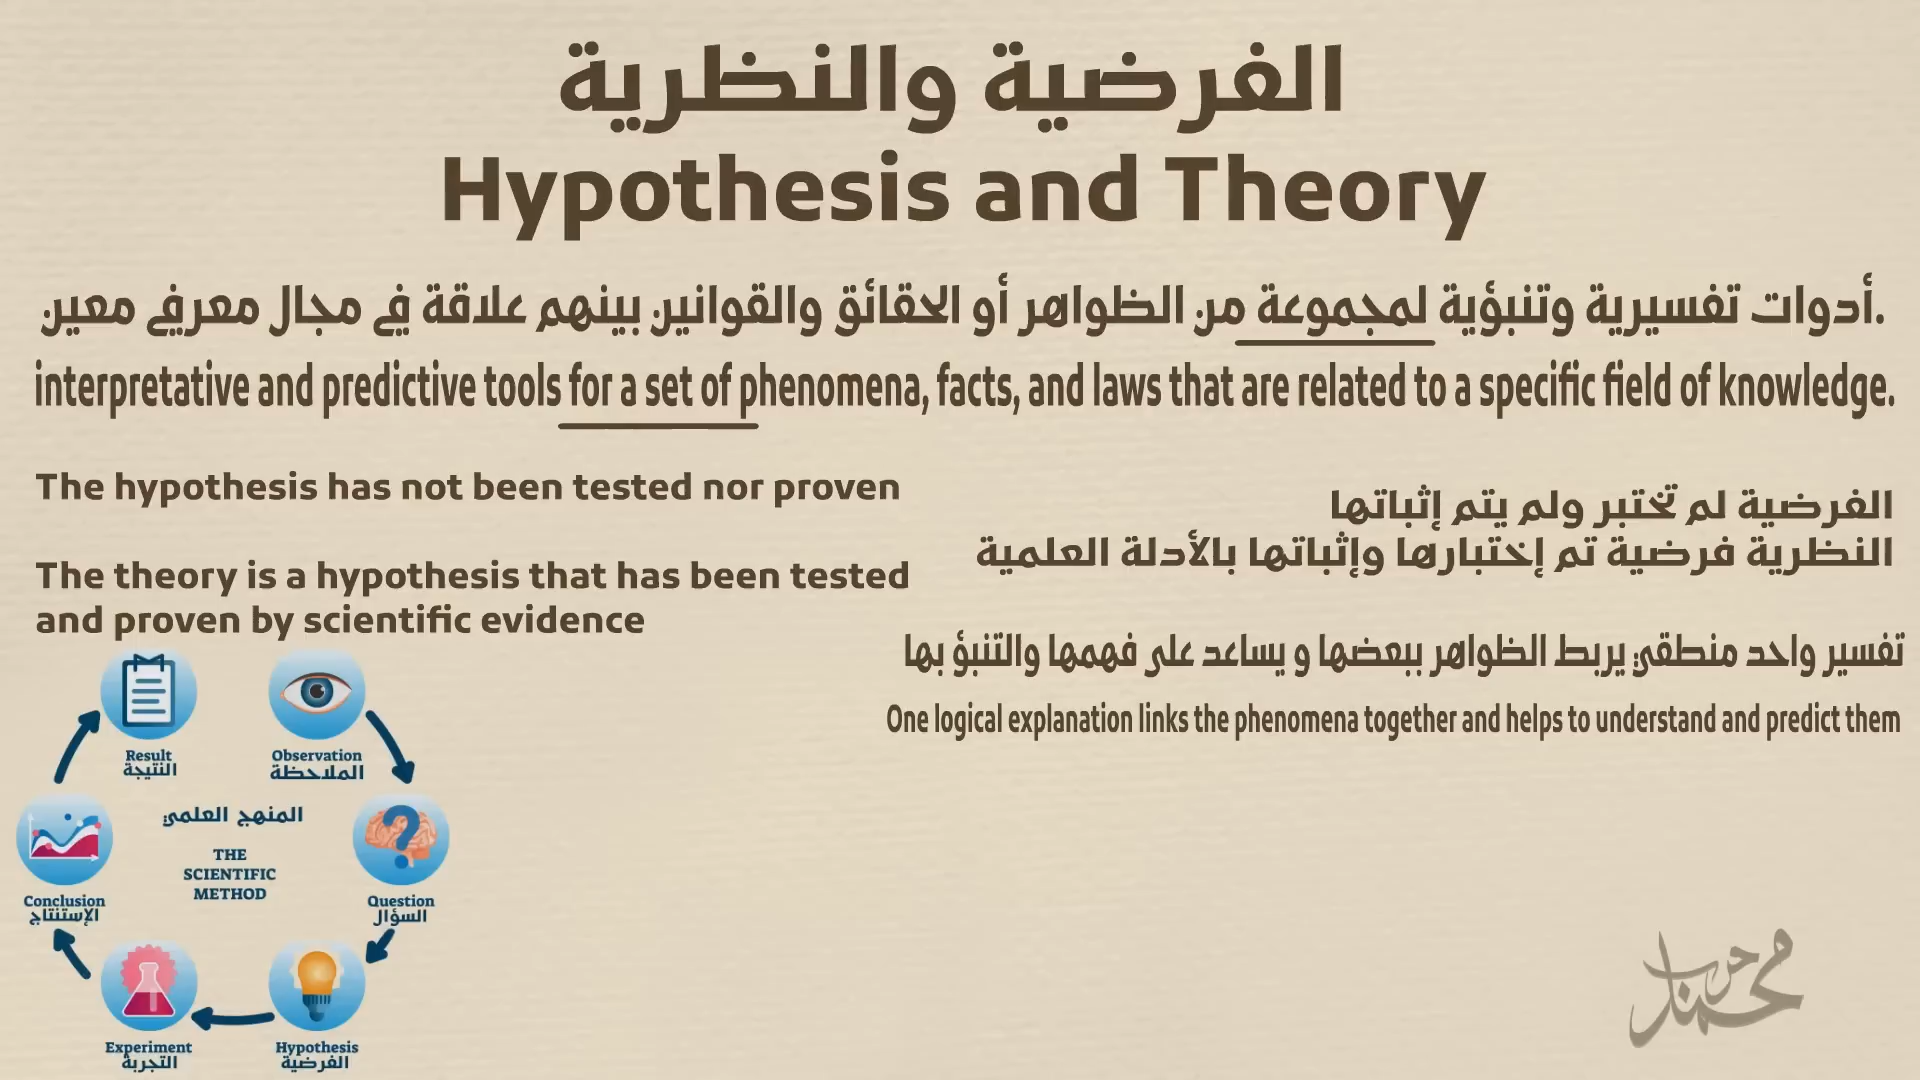 الفرضية والنظرية
Hypothesis and Theory
أدوات تفسيرية وتنبؤية لمجموعة من الظواهر أو الحقائق والقوانين بينهم علاقة في مجال معرفي معين.
interpretative and predictive tools for a set of phenomena, facts, and laws that are related to a specific field of knowledge.
The hypothesis has not been tested nor proven
The theory is a hypothesis that has been tested
and proven by scientific evidence
الفرضية لم تختبر ولم يتم إثباتها
النظرية فرضية تم إختبارها وإثباتها بالأدلة العلمية
تفسير واحد منطقي يربط الظواهر ببعضها و يساعد على فهمها والتنبؤ بها
One logical explanation links the phenomena together and helps to understand and predict them
Result
النتيجة
Observation
الملاحظة
المنهج العلمي
THE
SCIENTIFIC
METHOD
Conclusion
الإستنتاج
Question
السؤال
Experiment
التجربة
Hypothesis
الفرضية